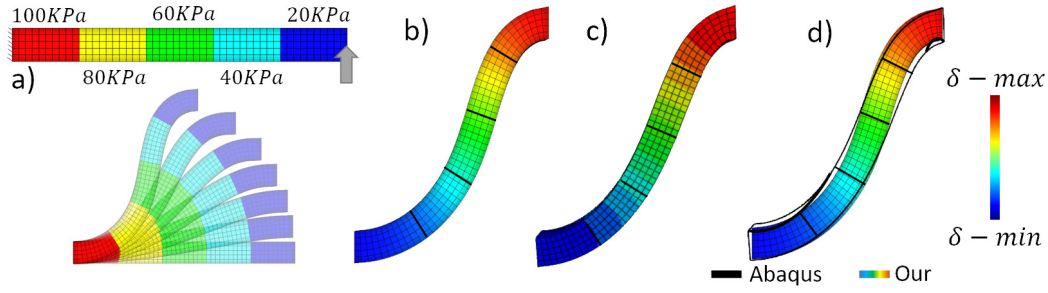 100KPa 60KPa 20KPa
80KPa 40KPa
a) b) c) d)
δ − max
δ − min
Abaqus Our